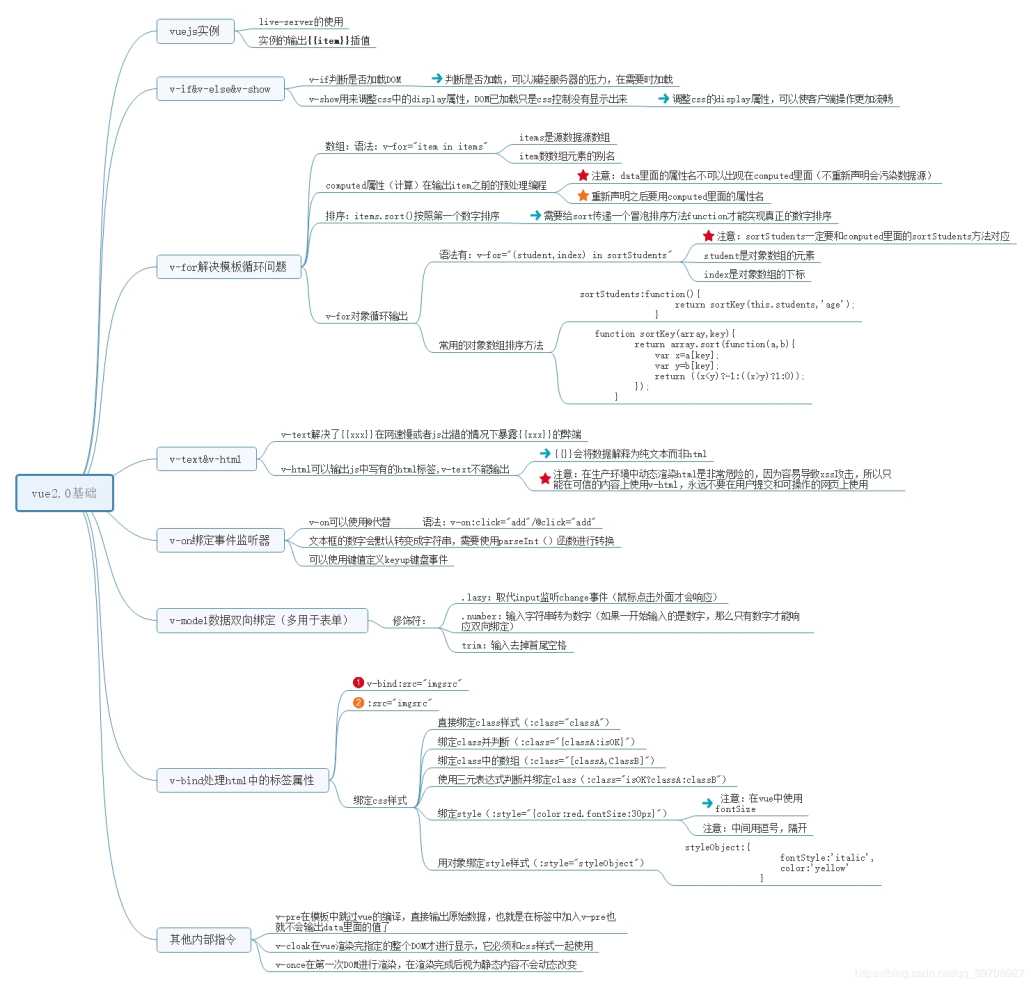 vue2.0基础
vuejs实例
live-server的使用
实例的输出{{item}}插值
v-if&v-else&v-show
v-if判断是否加载DOM
判断是否加载，可以减轻服务器的压力，在需要时加载
v-show用来调整css中的display属性，DOM已加载只是css控制没有显示出来
调整css的display属性，可以使客户端操作更加流畅
v-for解决模板循环问题
数组：语法：v-for="item in items"
items是源数据源数组
item数数组元素的别名
computed属性（计算）在输出item之前的预处理编程
注意：data里面的属性名不可以出现在computed里面（不重新声明会污染数据源）
重新声明之后要用computed里面的属性名
排序：items.sort()按照第一个数字排序
需要给sort传递一个冒泡排序方法function才能实现真正的数字排序
v-for对象循环输出
语法有：v-for="(student,index) in sortStudents"
注意：sortStudents一定要和computed里面的sortStudents方法对应
student是对象数组的元素
index是对象数组的下标
常用的对象数组排序方法
sortStudents:function(){
return sortKey(this.students,'age');
}
function sortKey(array,key){
return array.sort(function(a,b){
var x=a[key];
var y=b[key];
return ((x<y)?-1:((x>y)?1:0));
});
}
v-text&v-html
v-text解决了{{xxx}}在网速慢或者js出错的情况下暴露{{xxx}}的弊端
v-html可以输出js中写有的html标签,v-text不能输出
{{}}会将数据解释为纯文本而非html
注意：在生产环境中动态渲染html是非常危险的，因为容易导致xss攻击，所以只
能在可信的内容上使用v-html，永远不要在用户提交和可操作的网页上使用
v-on绑定事件监听器
v-on可以使用@代替 语法：v-on:click="add"/@click="add"
文本框的数字会默认转变成字符串，需要使用parseInt（）函数进行转换
可以使用键值定义keyup键盘事件
v-model数据双向绑定（多用于表单）
修饰符：
.lazy：取代input监听change事件（鼠标点击外面才会响应）
.number：输入字符串转为数字（如果一开始输入的是数字，那么只有数字才能响
应双向绑定）
trim：输入去掉首尾空格
v-bind处理html中的标签属性
1 v-bind:src="imgsrc"
2 :src="imgsrc"
绑定css样式
直接绑定class样式（:class="classA"）
绑定class并判断（:class="{classA:isOK}"）
绑定class中的数组（:class="[classA,ClassB]"）
使用三元表达式判断并绑定class（:class="isOK?classA:classB"）
绑定style（:style="{color:red.fontSize:30px}"）
注意：在vue中使用
fontSize
注意：中间用逗号，隔开
用对象绑定style样式（:style="styleObject"）
styleObject:{
fontStyle:'italic',
color:'yellow'
}
其他内部指令
v-pre在模板中跳过vue的编译，直接输出原始数据，也就是在标签中加入v-pre也
就不会输出data里面的值了
v-cloak在vue渲染完指定的整个DOM才进行显示，它必须和css样式一起使用
v-once在第一次DOM进行渲染，在渲染完成后视为静态内容不会动态改变